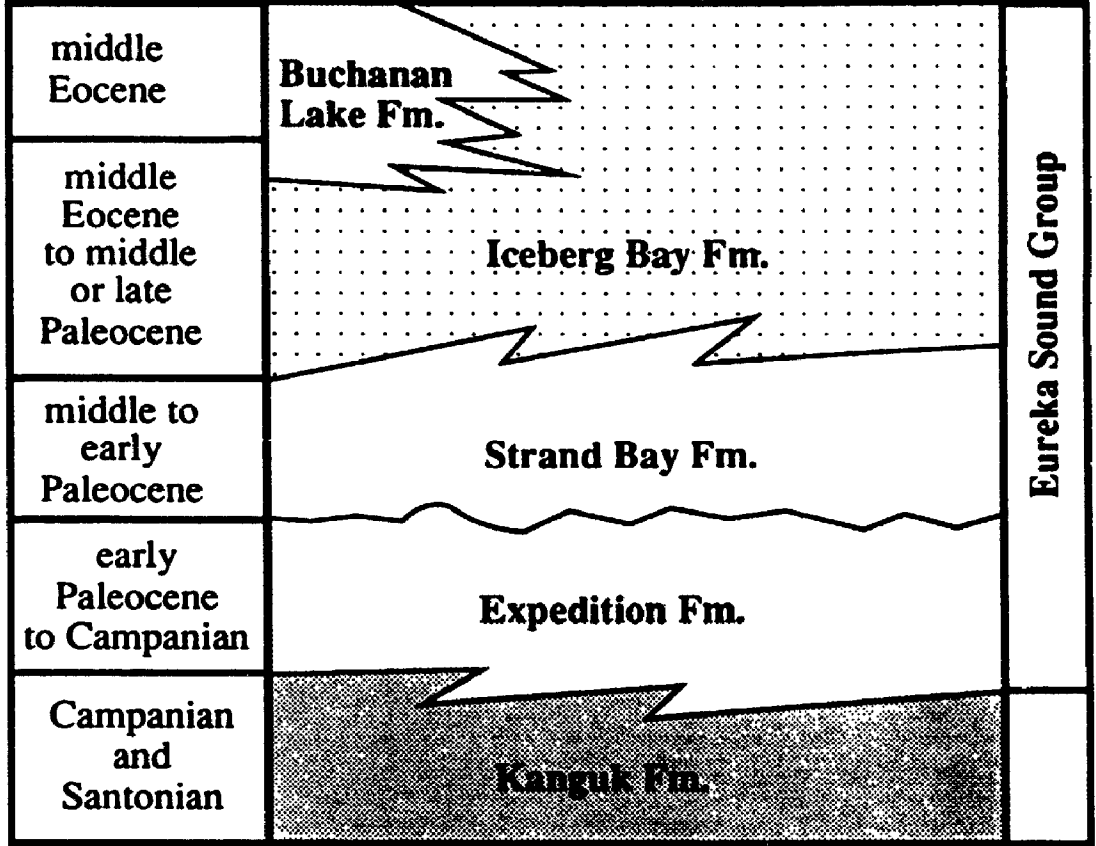 middle
Eocene
Buchanan
Lake Fm.
middle
Eocene
to middle
or late
Paleocene
Iceberg Bay Fm.
middle to
early
Paleocene
Strand Bay Fm.
early
Paleocene
to Campanian
Expedition Fm.
Campanian
and
Santonian
Kanguk Fm.
Eureka Sound Group